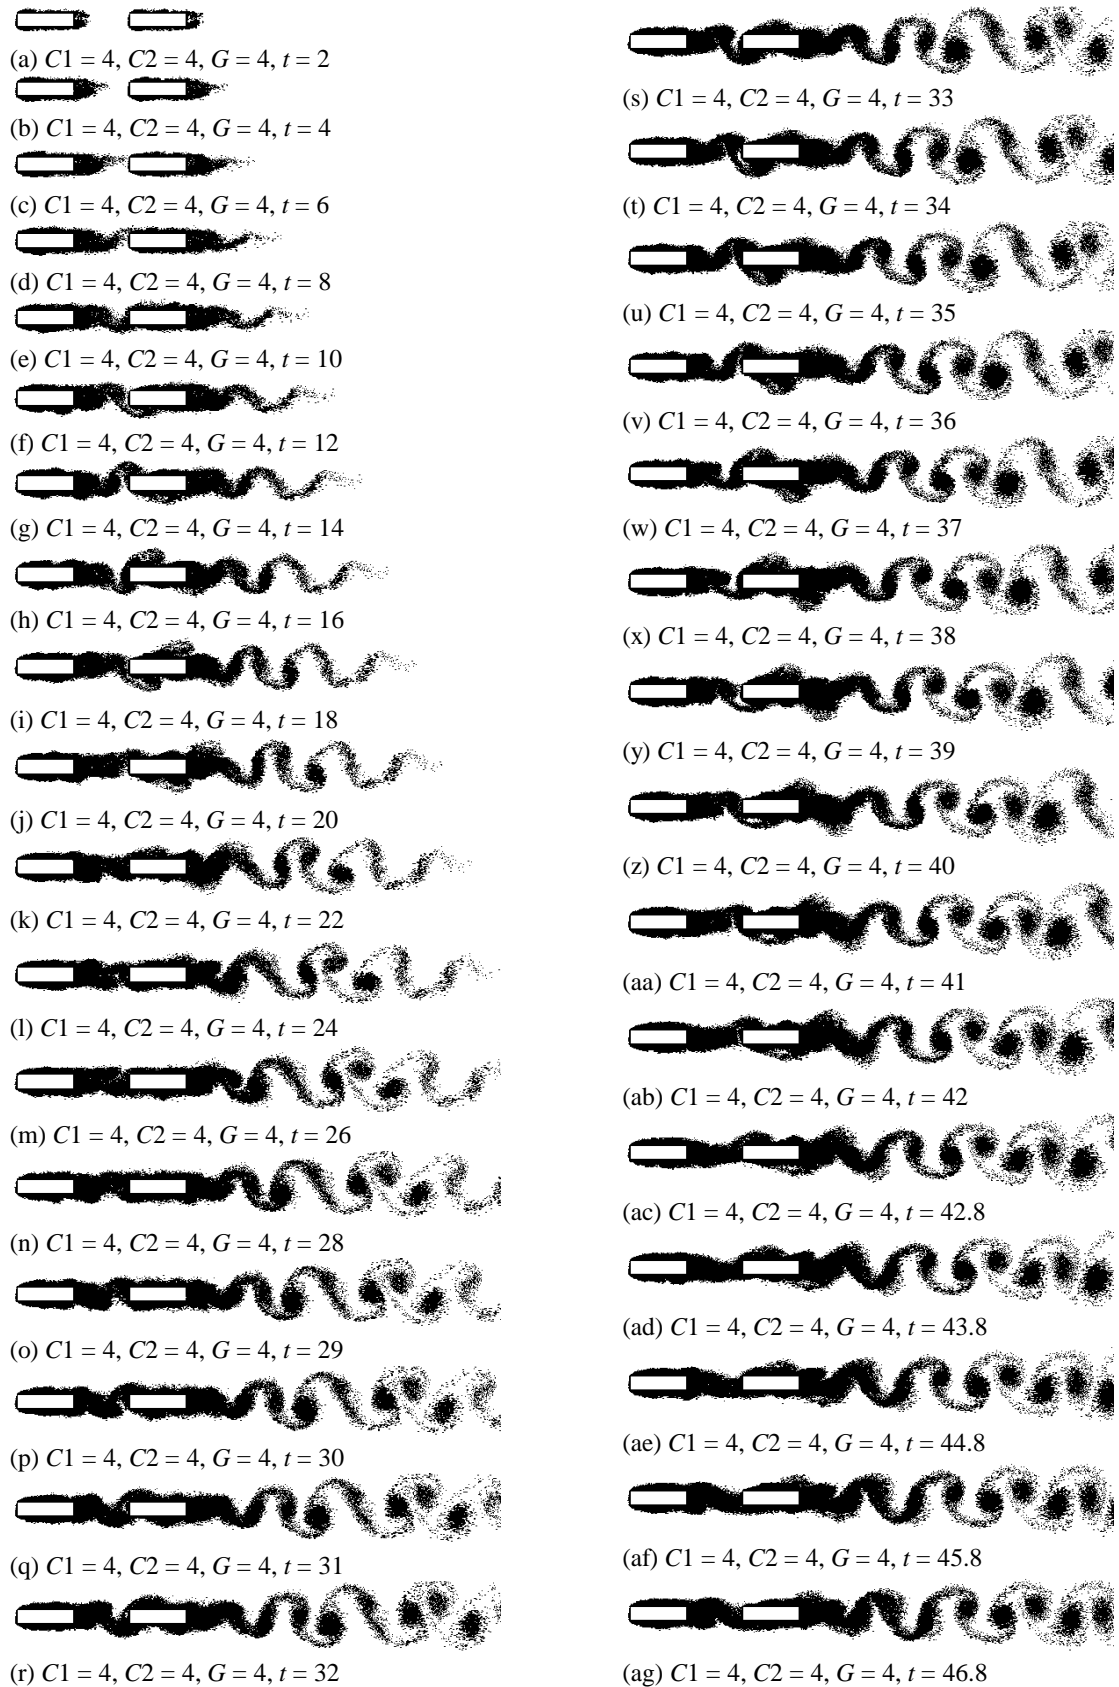 (a) C1 = 4, C2 = 4, G = 4, t = 2
(b) C1 = 4, C2 = 4, G = 4, t = 4
(c) C1 = 4, C2 = 4, G = 4, t = 6
(d) C1 = 4, C2 = 4, G = 4, t = 8
(e) C1 = 4, C2 = 4, G = 4, t = 10
(f) C1 = 4, C2 = 4, G = 4, t = 12
(g) C1 = 4, C2 = 4, G = 4, t = 14
(h) C1 = 4, C2 = 4, G = 4, t = 16
(i) C1 = 4, C2 = 4, G = 4, t = 18
(j) C1 = 4, C2 = 4, G = 4, t = 20
(k) C1 = 4, C2 = 4, G = 4, t = 22
(l) C1 = 4, C2 = 4, G = 4, t = 24
(m) C1 = 4, C2 = 4, G = 4, t = 26
(n) C1 = 4, C2 = 4, G = 4, t = 28
(o) C1 = 4, C2 = 4, G = 4, t = 29
(p) C1 = 4, C2 = 4, G = 4, t = 30
(q) C1 = 4, C2 = 4, G = 4, t = 31
(r) C1 = 4, C2 = 4, G = 4, t = 32
(s) C1 = 4, C2 = 4, G = 4, t = 33
(t) C1 = 4, C2 = 4, G = 4, t = 34
(u) C1 = 4, C2 = 4, G = 4, t = 35
(v) C1 = 4, C2 = 4, G = 4, t = 36
(w) C1 = 4, C2 = 4, G = 4, t = 37
(x) C1 = 4, C2 = 4, G = 4, t = 38
(y) C1 = 4, C2 = 4, G = 4, t = 39
(z) C1 = 4, C2 = 4, G = 4, t = 40
(aa) C1 = 4, C2 = 4, G = 4, t = 41
(ab) C1 = 4, C2 = 4, G = 4, t = 42
(ac) C1 = 4, C2 = 4, G = 4, t = 42.8
(ad) C1 = 4, C2 = 4, G = 4, t = 43.8
(ae) C1 = 4, C2 = 4, G = 4, t = 44.8
(af) C1 = 4, C2 = 4, G = 4, t = 45.8
(ag) C1 = 4, C2 = 4, G = 4, t = 46.8